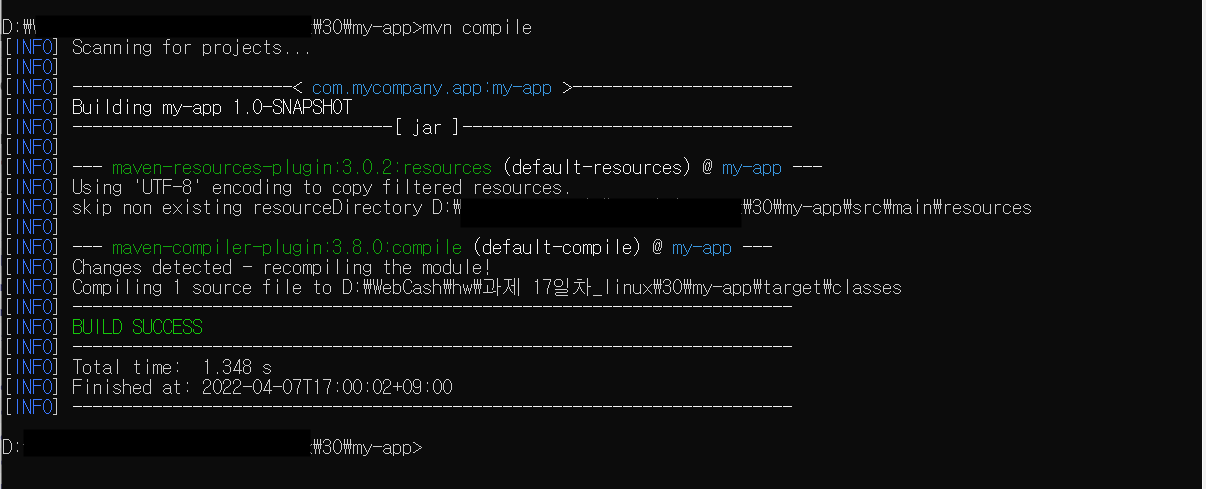 D:₩ ₩30₩my-app>mvn compile
[INFO] Scanning for projects...
[INFO]
[INFO] ----------------------< com.mycompany.app:my-app >----------------------
[INFO] Building my-app 1.0-SNAPSHOT
[INFO] --------------------------------[ jar ]---------------------------------
[INFO]
[INFO] --- maven-resources-plugin:3.0.2:resources (default-resources) @ my-app ---
[INFO] Using 'UTF-8' encoding to copy filtered resources.
[INFO] skip non existing resourceDirectory D:₩ ₩30₩my-app₩src₩main₩resources
[INFO]
[INFO] --- maven-compiler-plugin:3.8.0:compile (default-compile) @ my-app ---
[INFO] Changes detected - recompiling the module!
[INFO] Compiling 1 source file to D:₩WebCash₩hw₩과제 17일차_linux₩30₩my-app₩target₩classes
[INFO] ------------------------------------------------------------------------
[INFO] BUILD SUCCESS
[INFO] ------------------------------------------------------------------------
[INFO] Total time:  1.348 s
[INFO] Finished at: 2022-04-07T17:00:02+09:00
[INFO] ------------------------------------------------------------------------
D: ₩30₩my-app>